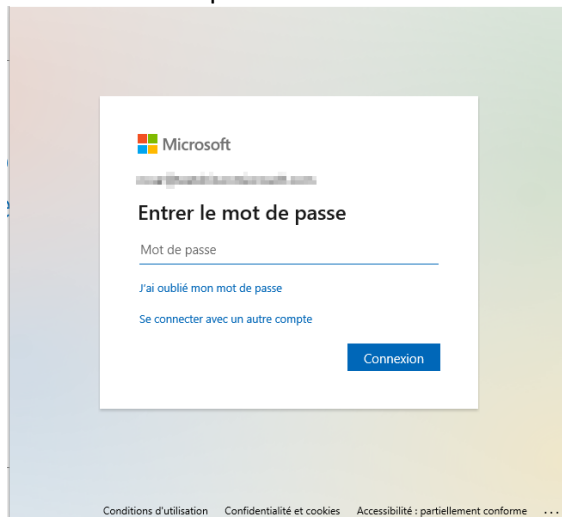 Microsoft
Entrer le mot de passe
Mot de passe
J'ai oublié mon mot de passe
Se connecter avec un autre compte
Connexion
Conditions d'utilisation Confidentialité et cookies Accessibilité : partiellement conforme ...